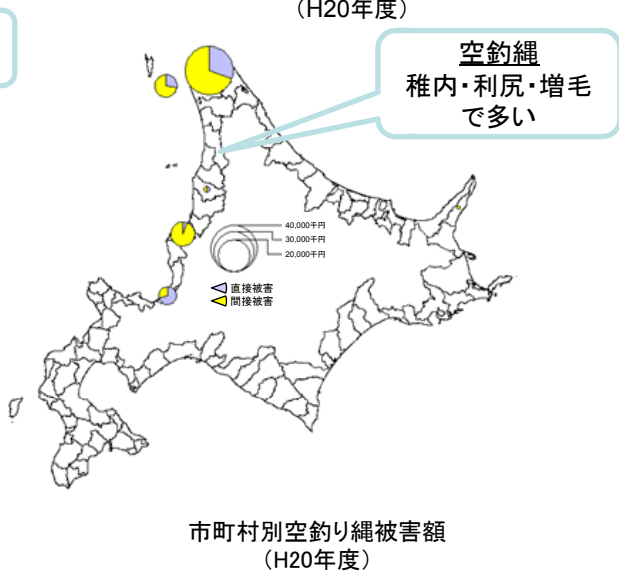 (H20年度)
空釣縄
稚内・利尻・増毛
で多い
40,000千円
30,000千円
20,000千円
直接被害
間接被害
市町村別空釣り縄被害額
(H20年度)